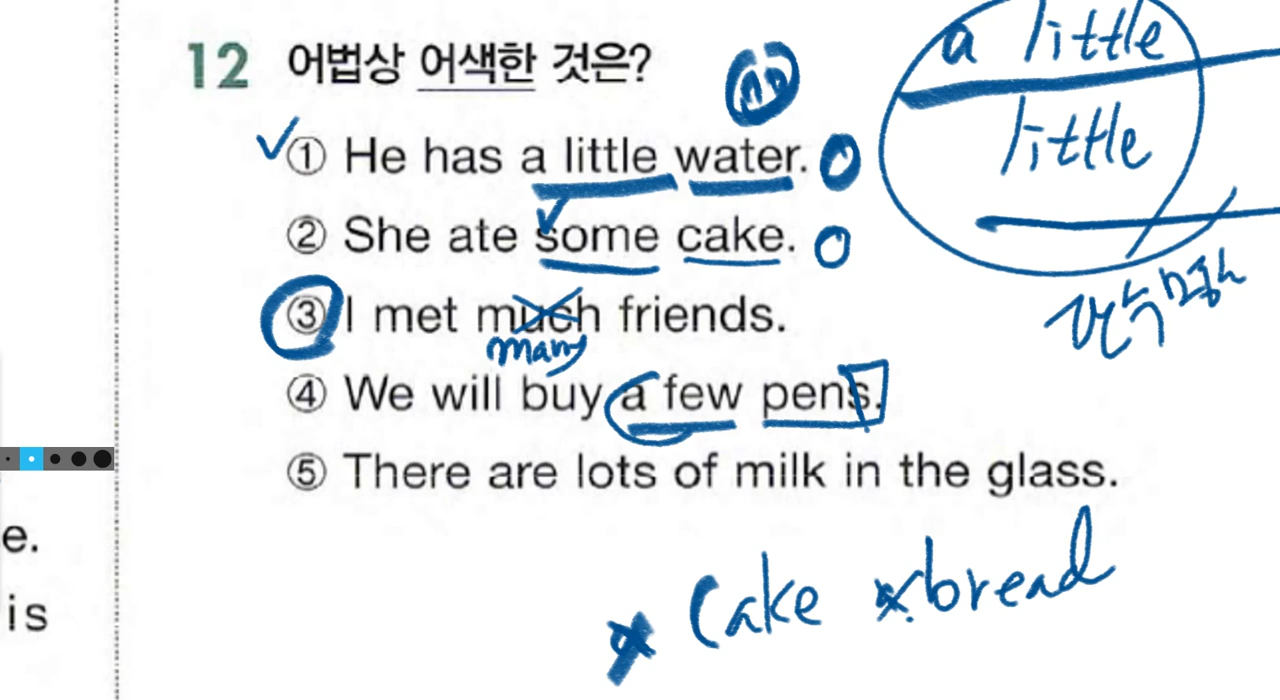 12 어법상 어색한 것은?
① He has a little water.
② She ate some cake.
③ I met much friends.
many
④ We will buy a few pens.
⑤ There are lots of milk in the glass.
a little
little
e.
is
cake bread